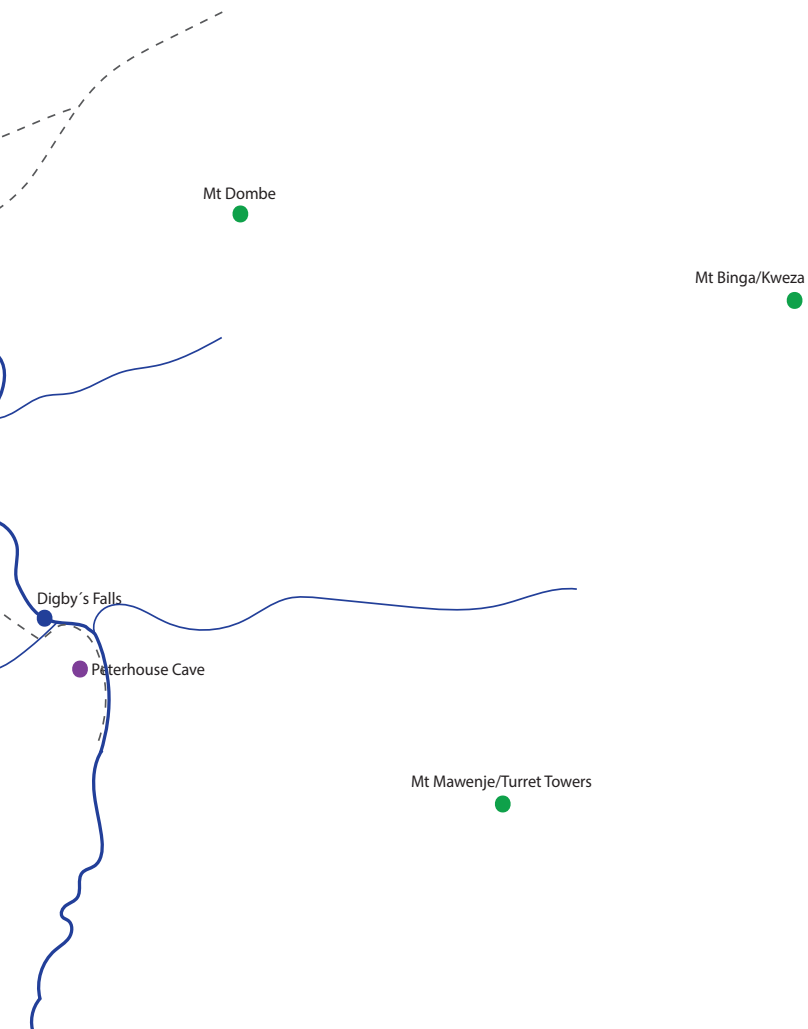 Mt Dombe
Mt Binga/Kweza
Digby´s Falls
Peterhouse Cave
Mt Mawenje/Turret Towers